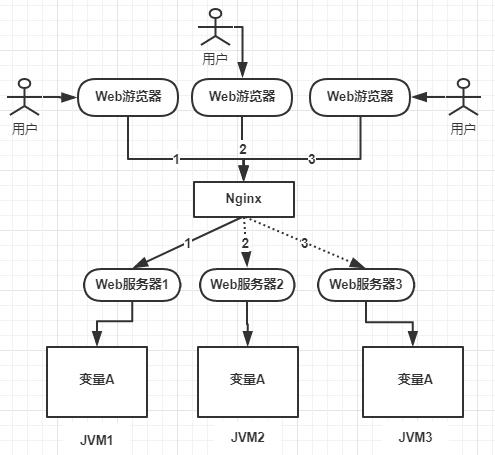 用户
用户
用户
Web游览器
Web游览器
Web游览器
1
2
3
Nginx
1
2
3
Web服务器1
Web服务器2
Web服务器3
变量A
变量A
变量A
JVM1
JVM2
JVM3